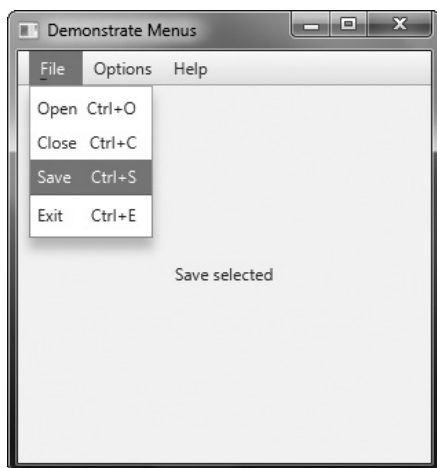 Demonstrate Menus
File Options Help
Open Ctrl+O
Close Ctrl+C
Save Ctrl+S
Exit Ctrl+E
Save selected